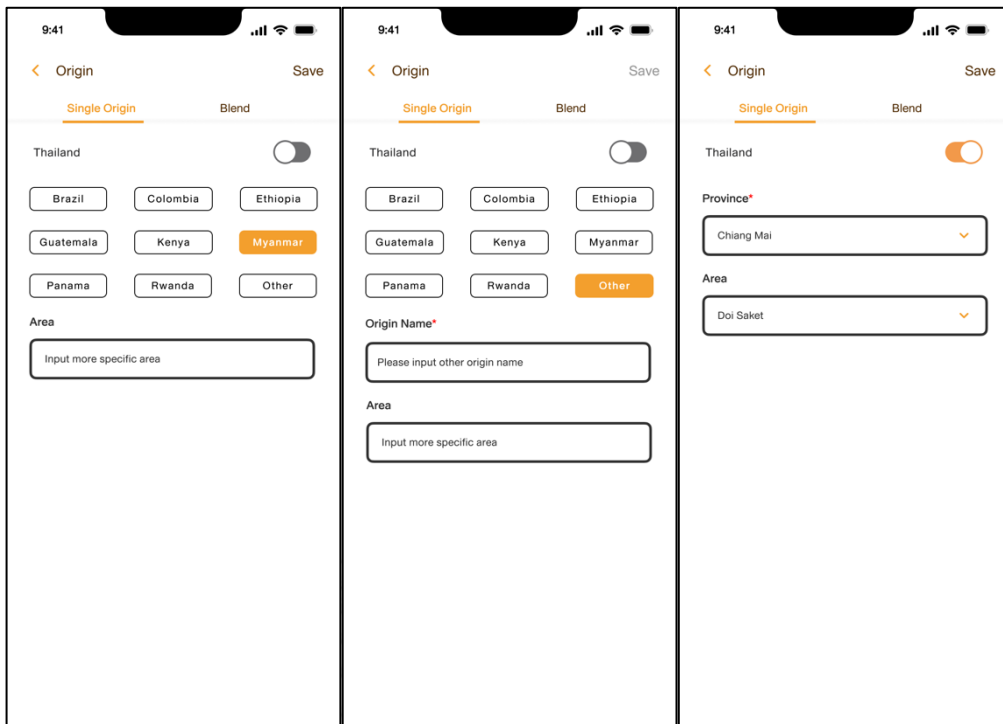 9:41
Origin Save
Single Origin Blend
Thailand
Brazil Colombia Ethiopia
Guatemala Kenya Myanmar
Panama Rwanda Other
Area
Input more specific area
9:41
Origin Save
Single Origin Blend
Thailand
Brazil Colombia Ethiopia
Guatemala Kenya Myanmar
Panama Rwanda Other
Origin Name*
Please input other origin name
Area
Input more specific area
9:41
Origin Save
Single Origin Blend
Thailand
Province*
Chiang Mai
Area
Doi Saket